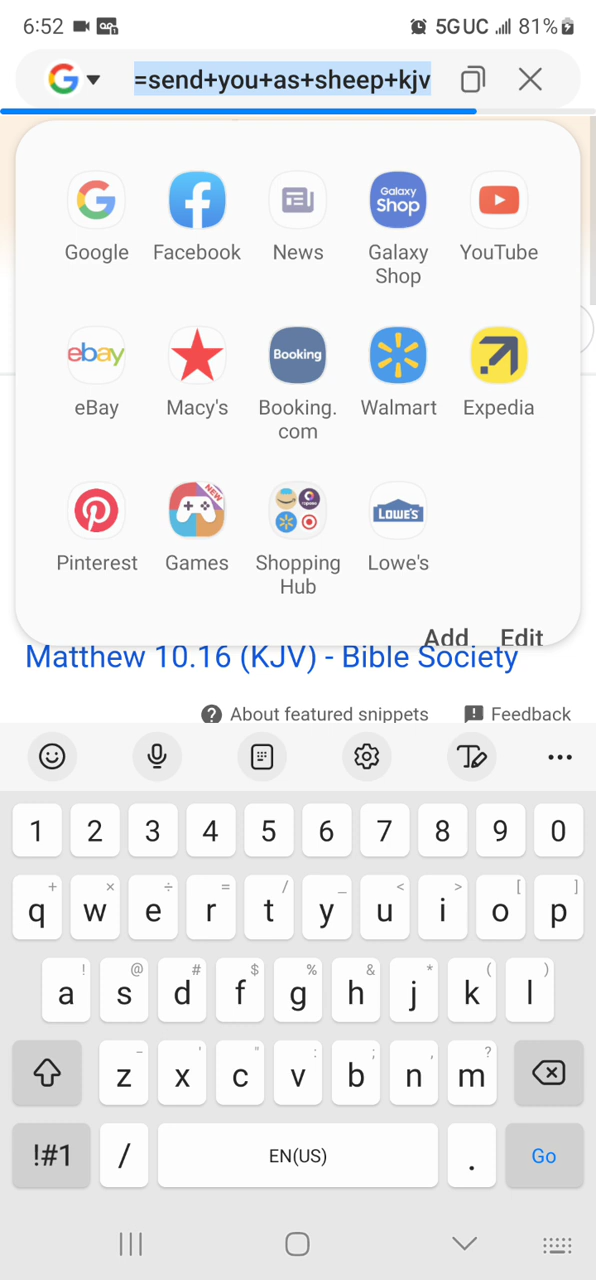 6:52 5G UC 81%
=send+you+as+sheep+kjv
Galaxy
Shop
Google Facebook News Galaxy Shop YouTube
ebay
Booking
eBay Macy's Booking.com Walmart Expedia
NEW
LOWE'S
Pinterest Games Shopping Hub Lowe's
Add Edit
Matthew 10.16 (KJV) - Bible Society
? About featured snippets ! Feedback
1 2 3 4 5 6 7 8 9 0
+ × ÷ = / _ < > [ ]
q w e r t y u i o p
! @ # $ % & * ( )
a s d f g h j k l
- ' " : ; , ?
z x c v b n m
!#1 / EN(US) . Go